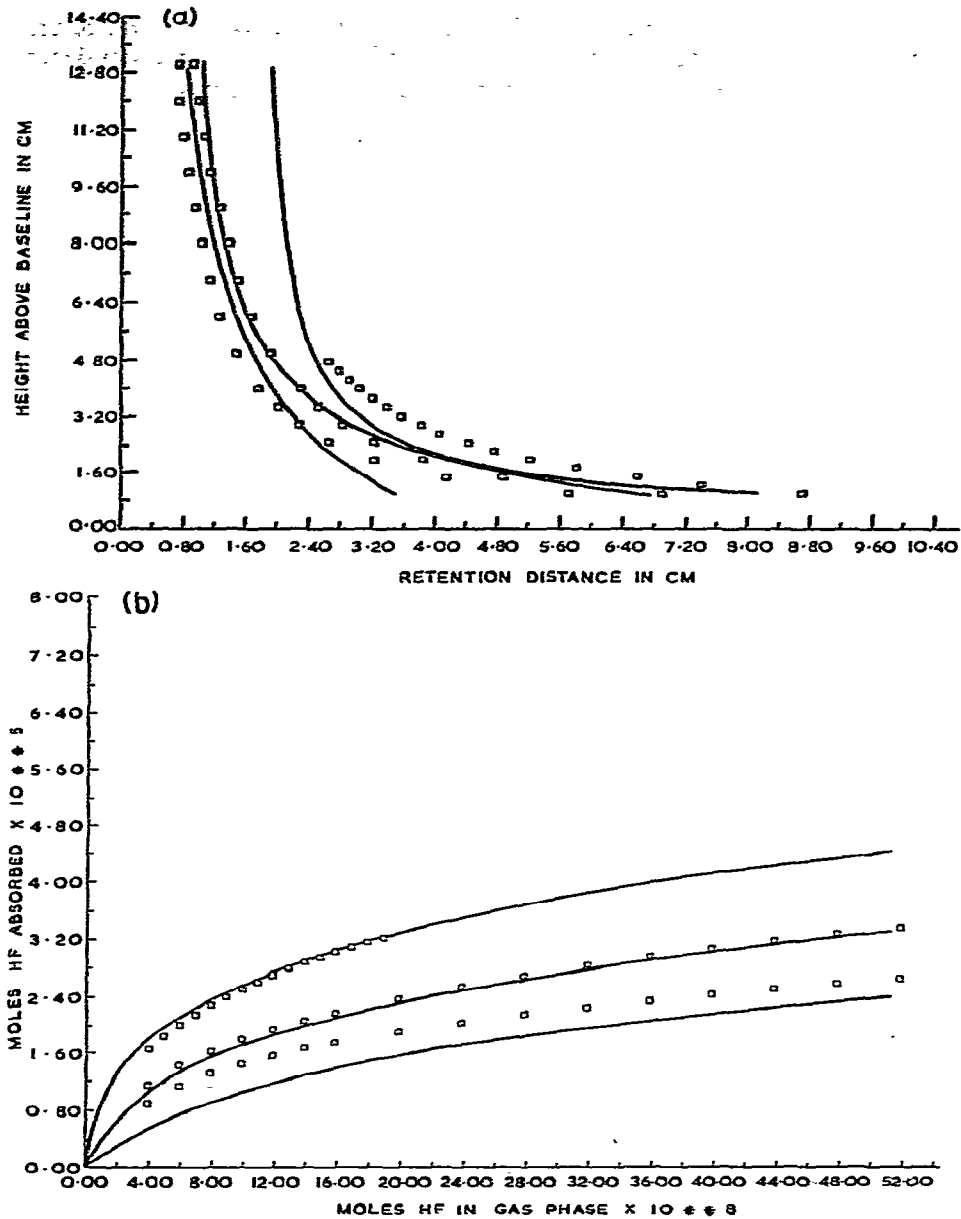 (a)
14·40
12·80
11·20
9·60
8·00
6·40
4·80
3·20
1·60
0·00
HEIGHT ABOVE BASELINE IN CM
0·00 0·80 1·60 2·40 3·20 4·00 4·80 5·60 6·40 7·20 8·00 8·80 9·60 10·40
RETENTION DISTANCE IN CM
(b)
8·00
7·20
6·40
5·60
4·80
4·00
3·20
2·40
1·60
0·80
0·00
MOLES HF ABSORBED X 10 * * 5
0·00 4·00 8·00 12·00 16·00 20·00 24·00 28·00 32·00 36·00 40·00 44·00 48·00 52·00
MOLES HF IN GAS PHASE X 10 * * 8